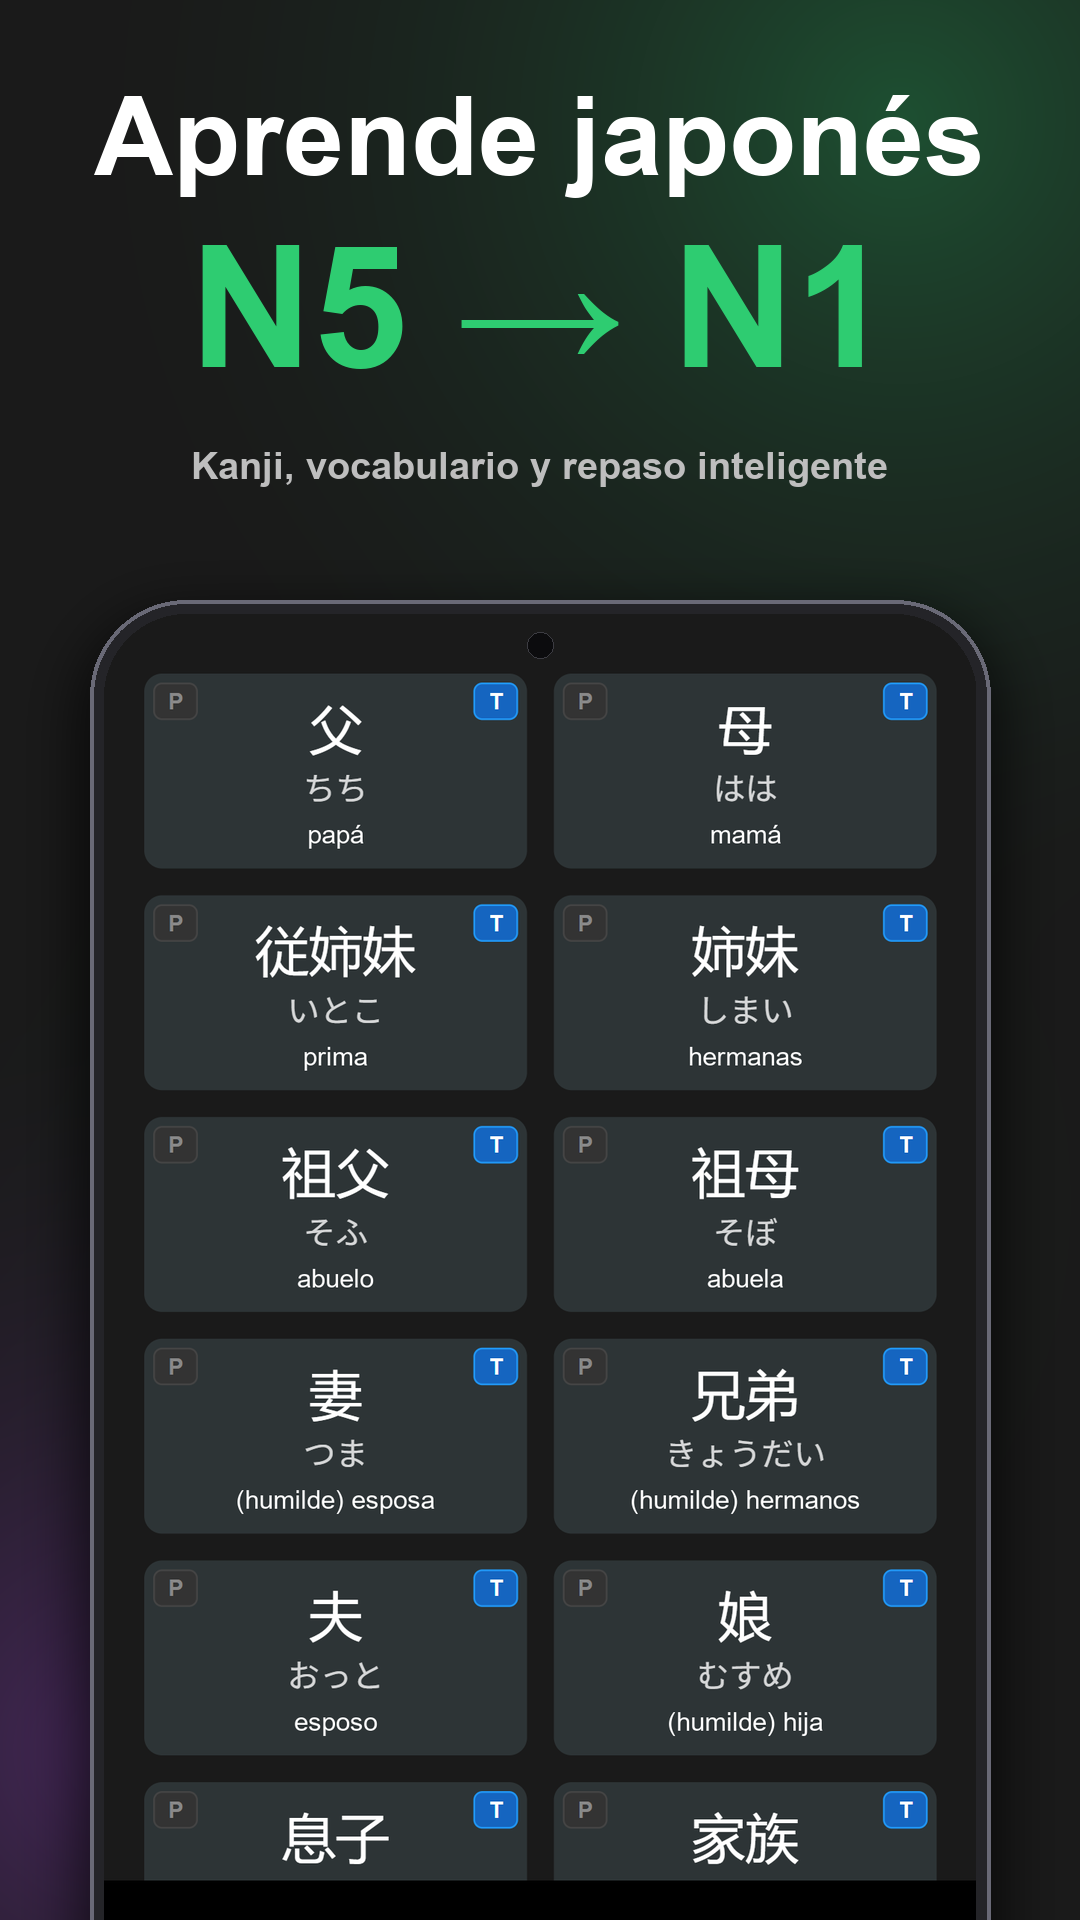 Aprende japonés
N5 → N1
Kanji, vocabulario y repaso inteligente
P
T
父
ちち
papá
P
T
母
はは
mamá
P
T
従姉妹
いとこ
prima
P
T
姉妹
しまい
hermanas
P
T
祖父
そふ
abuelo
P
T
祖母
そぼ
abuela
P
T
妻
つま
(humilde) esposa
P
T
兄弟
きょうだい
(humilde) hermanos
P
T
夫
おっと
esposo
P
T
娘
むすめ
(humilde) hija
P
T
息子
P
T
家族